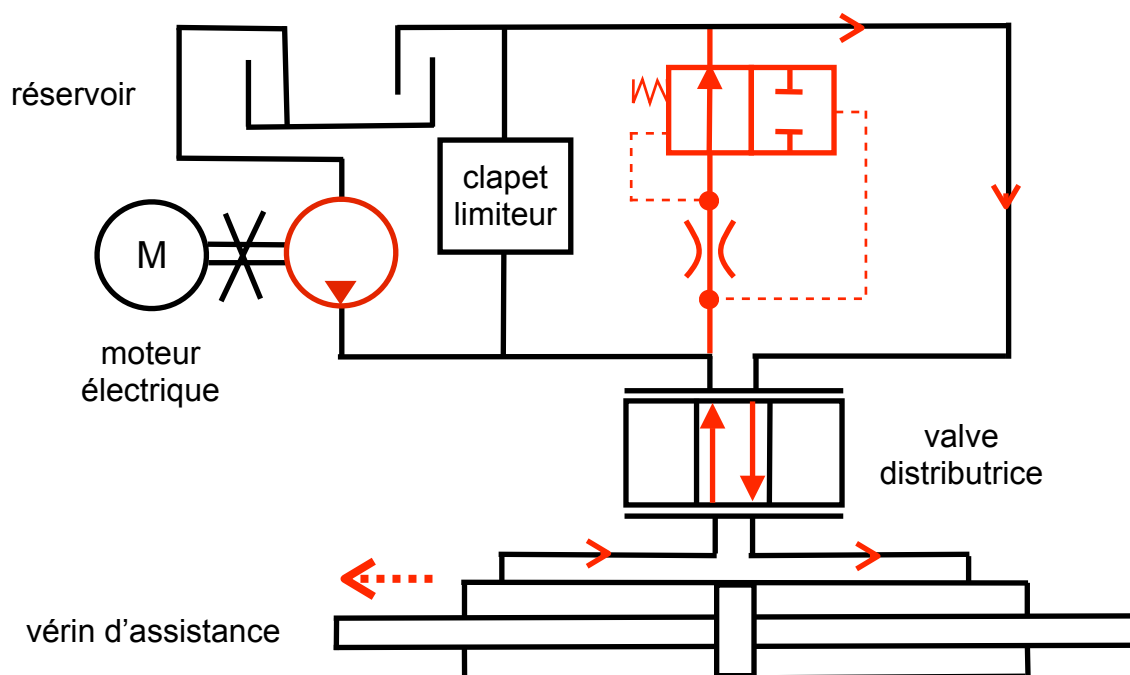 réservoir
clapet
limiteur
M
moteur
électrique
valve
distributrice
vérin d'assistance